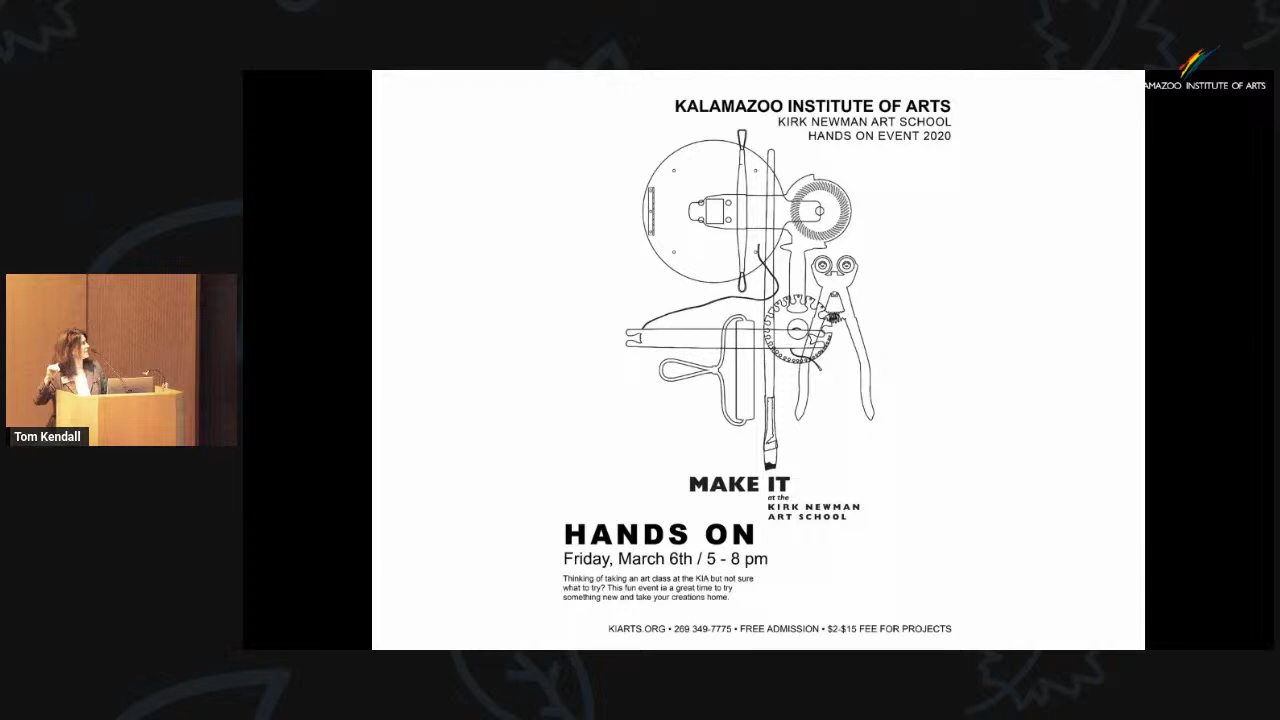 AMAZOO INSTITUTE OF ARTS
KALAMAZOO INSTITUTE OF ARTS
KIRK NEWMAN ART SCHOOL
HANDS ON EVENT 2020
MAKE IT
at the
KIRK NEWMAN
ART SCHOOL
HANDS ON
Friday, March 6th / 5 - 8 pm
Thinking of taking an art class at the KIA but not sure
what to try? This fun event is a great time to try
something new and take your creations home.
KIARTS.ORG • 269 349-7775 • FREE ADMISSION • $2-$15 FEE FOR PROJECTS
Tom Kendall